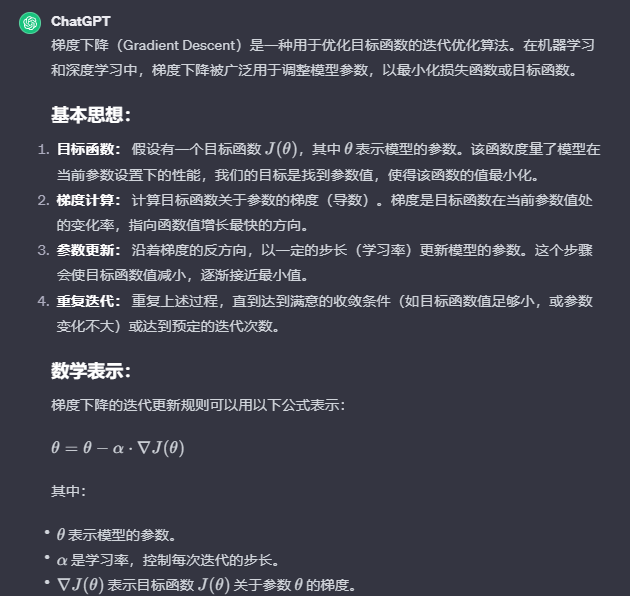 ChatGPT
梯度下降（Gradient Descent）是一种用于优化目标函数的迭代优化算法。在机器学习
和深度学习中，梯度下降被广泛用于调整模型参数，以最小化损失函数或目标函数。
基本思想：
1. 目标函数： 假设有一个目标函数 J(θ)，其中 θ 表示模型的参数。该函数度量了模型在
当前参数设置下的性能，我们的目标是找到参数值，使得该函数的值最小化。
2. 梯度计算： 计算目标函数关于参数的梯度（导数）。梯度是目标函数在当前参数值处
的变化率，指向函数值增长最快的方向。
3. 参数更新： 沿着梯度的反方向，以一定的步长（学习率）更新模型的参数。这个步骤
会使目标函数值减小，逐渐接近最小值。
4. 重复迭代： 重复上述过程，直到达到满意的收敛条件（如目标函数值足够小，或参数
变化不大）或达到预定的迭代次数。
数学表示：
梯度下降的迭代更新规则可以用以下公式表示：
θ = θ − α · ∇J(θ)
其中：
• θ 表示模型的参数。
• α 是学习率，控制每次迭代的步长。
• ∇J(θ) 表示目标函数 J(θ) 关于参数 θ 的梯度。